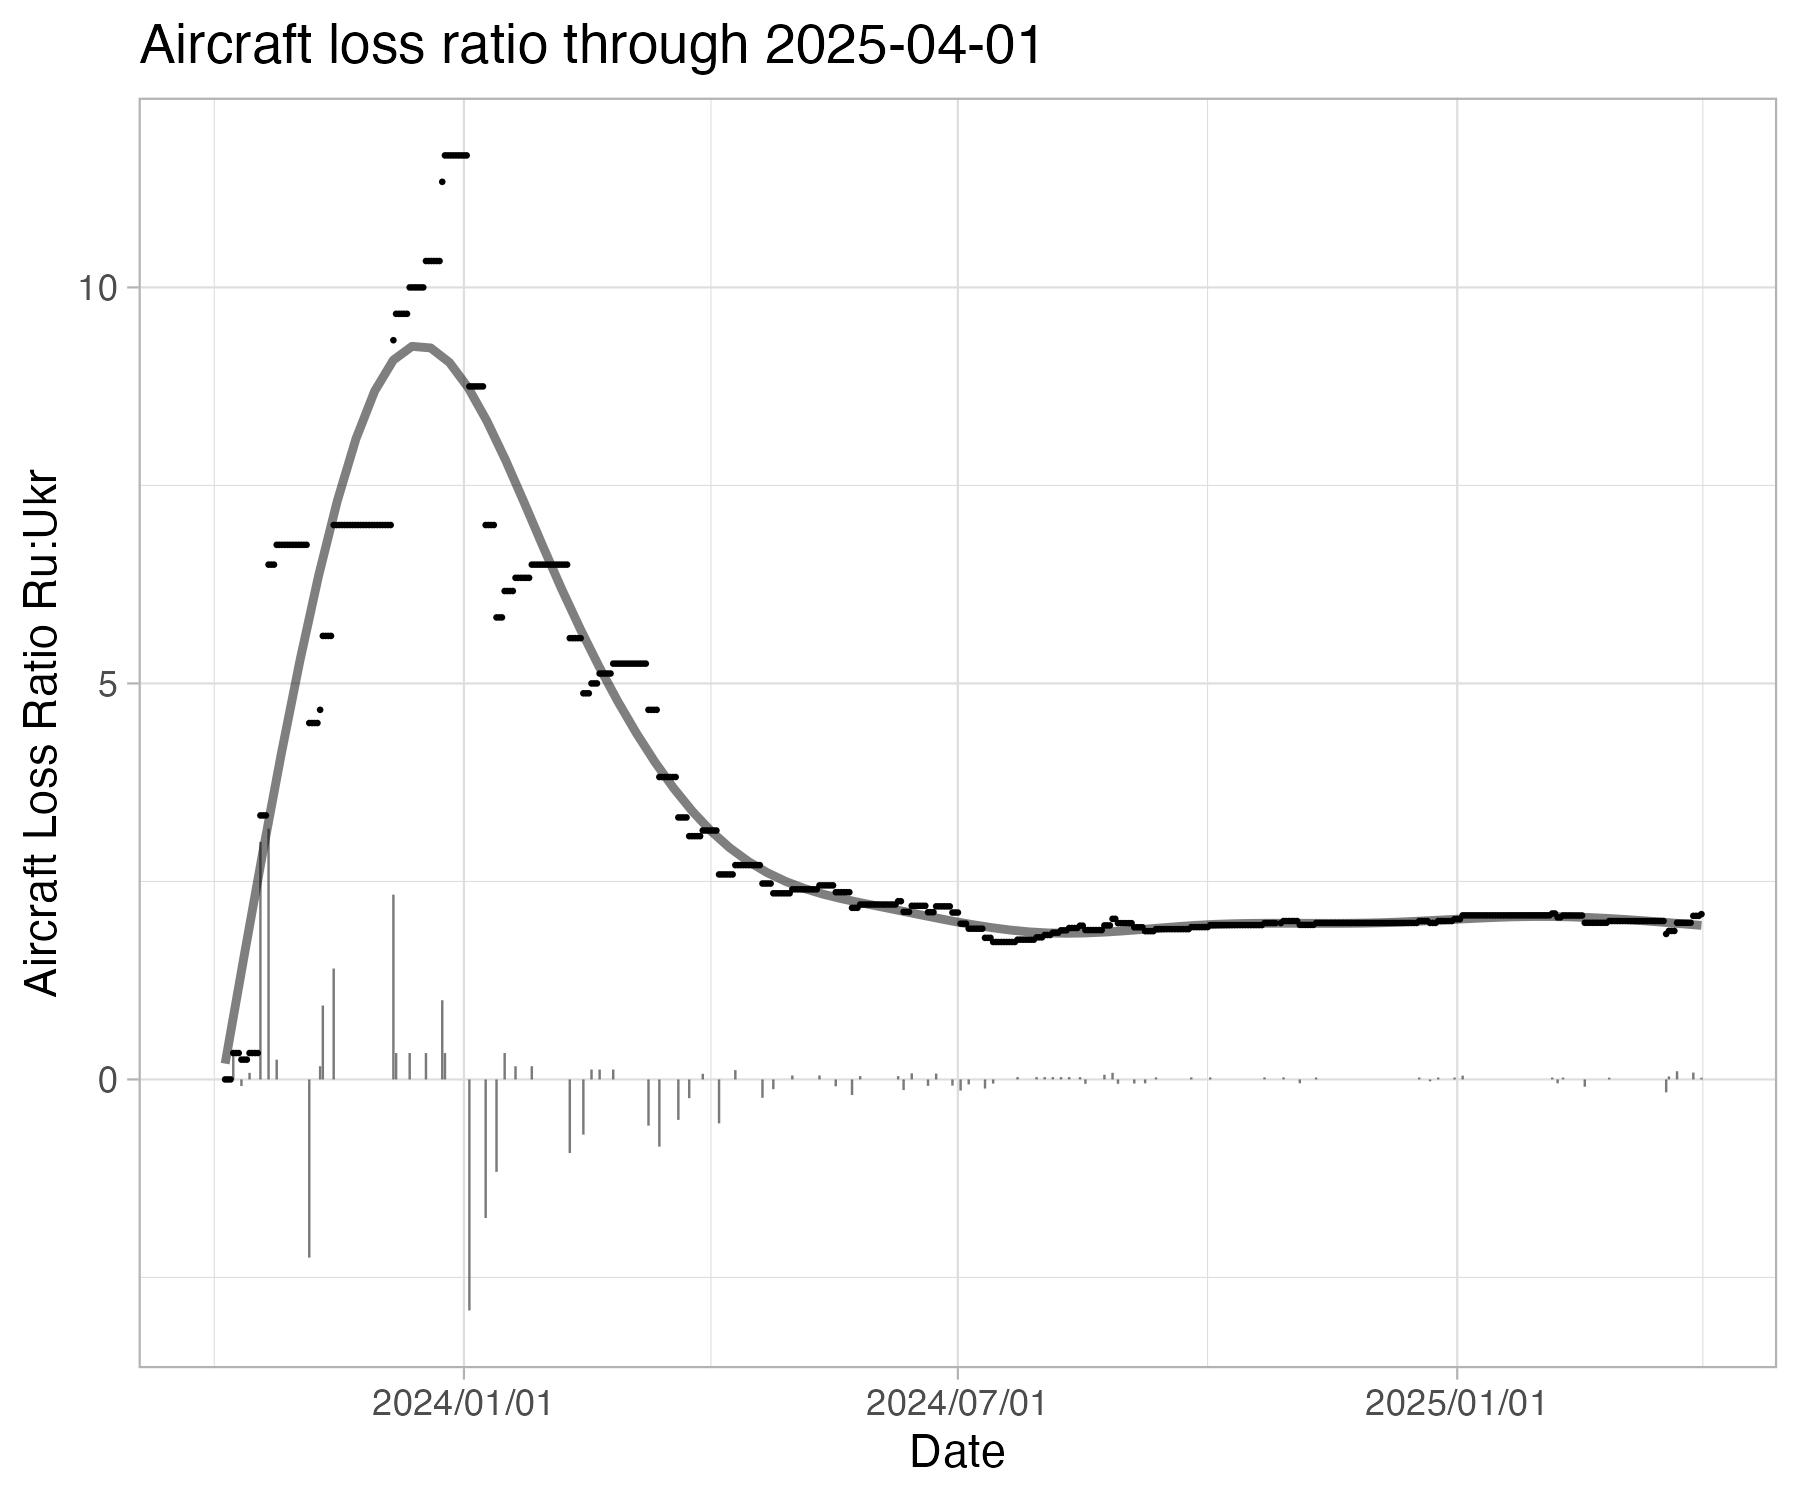 Aircraft loss ratio through 2025-04-01
Aircraft Loss Ratio Ru:Ukr
10
5
0
2024/01/01
2024/07/01
2025/01/01
Date